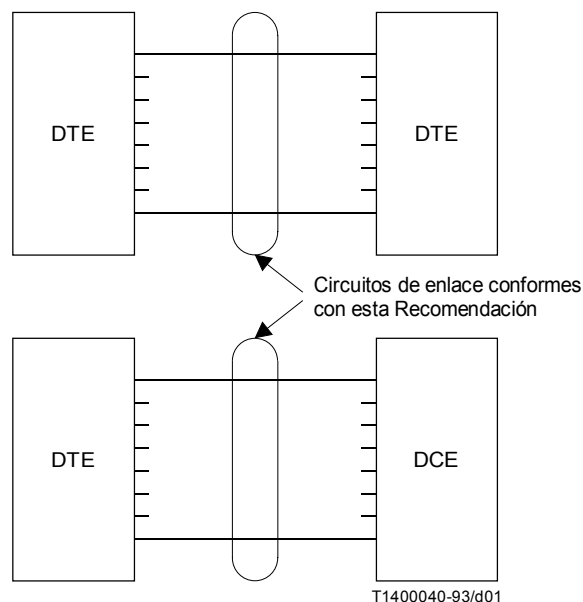 DTE
DTE
Circuitos de enlace conformes
con esta Recomendación
DTE
DCE
T1400040-93/d01